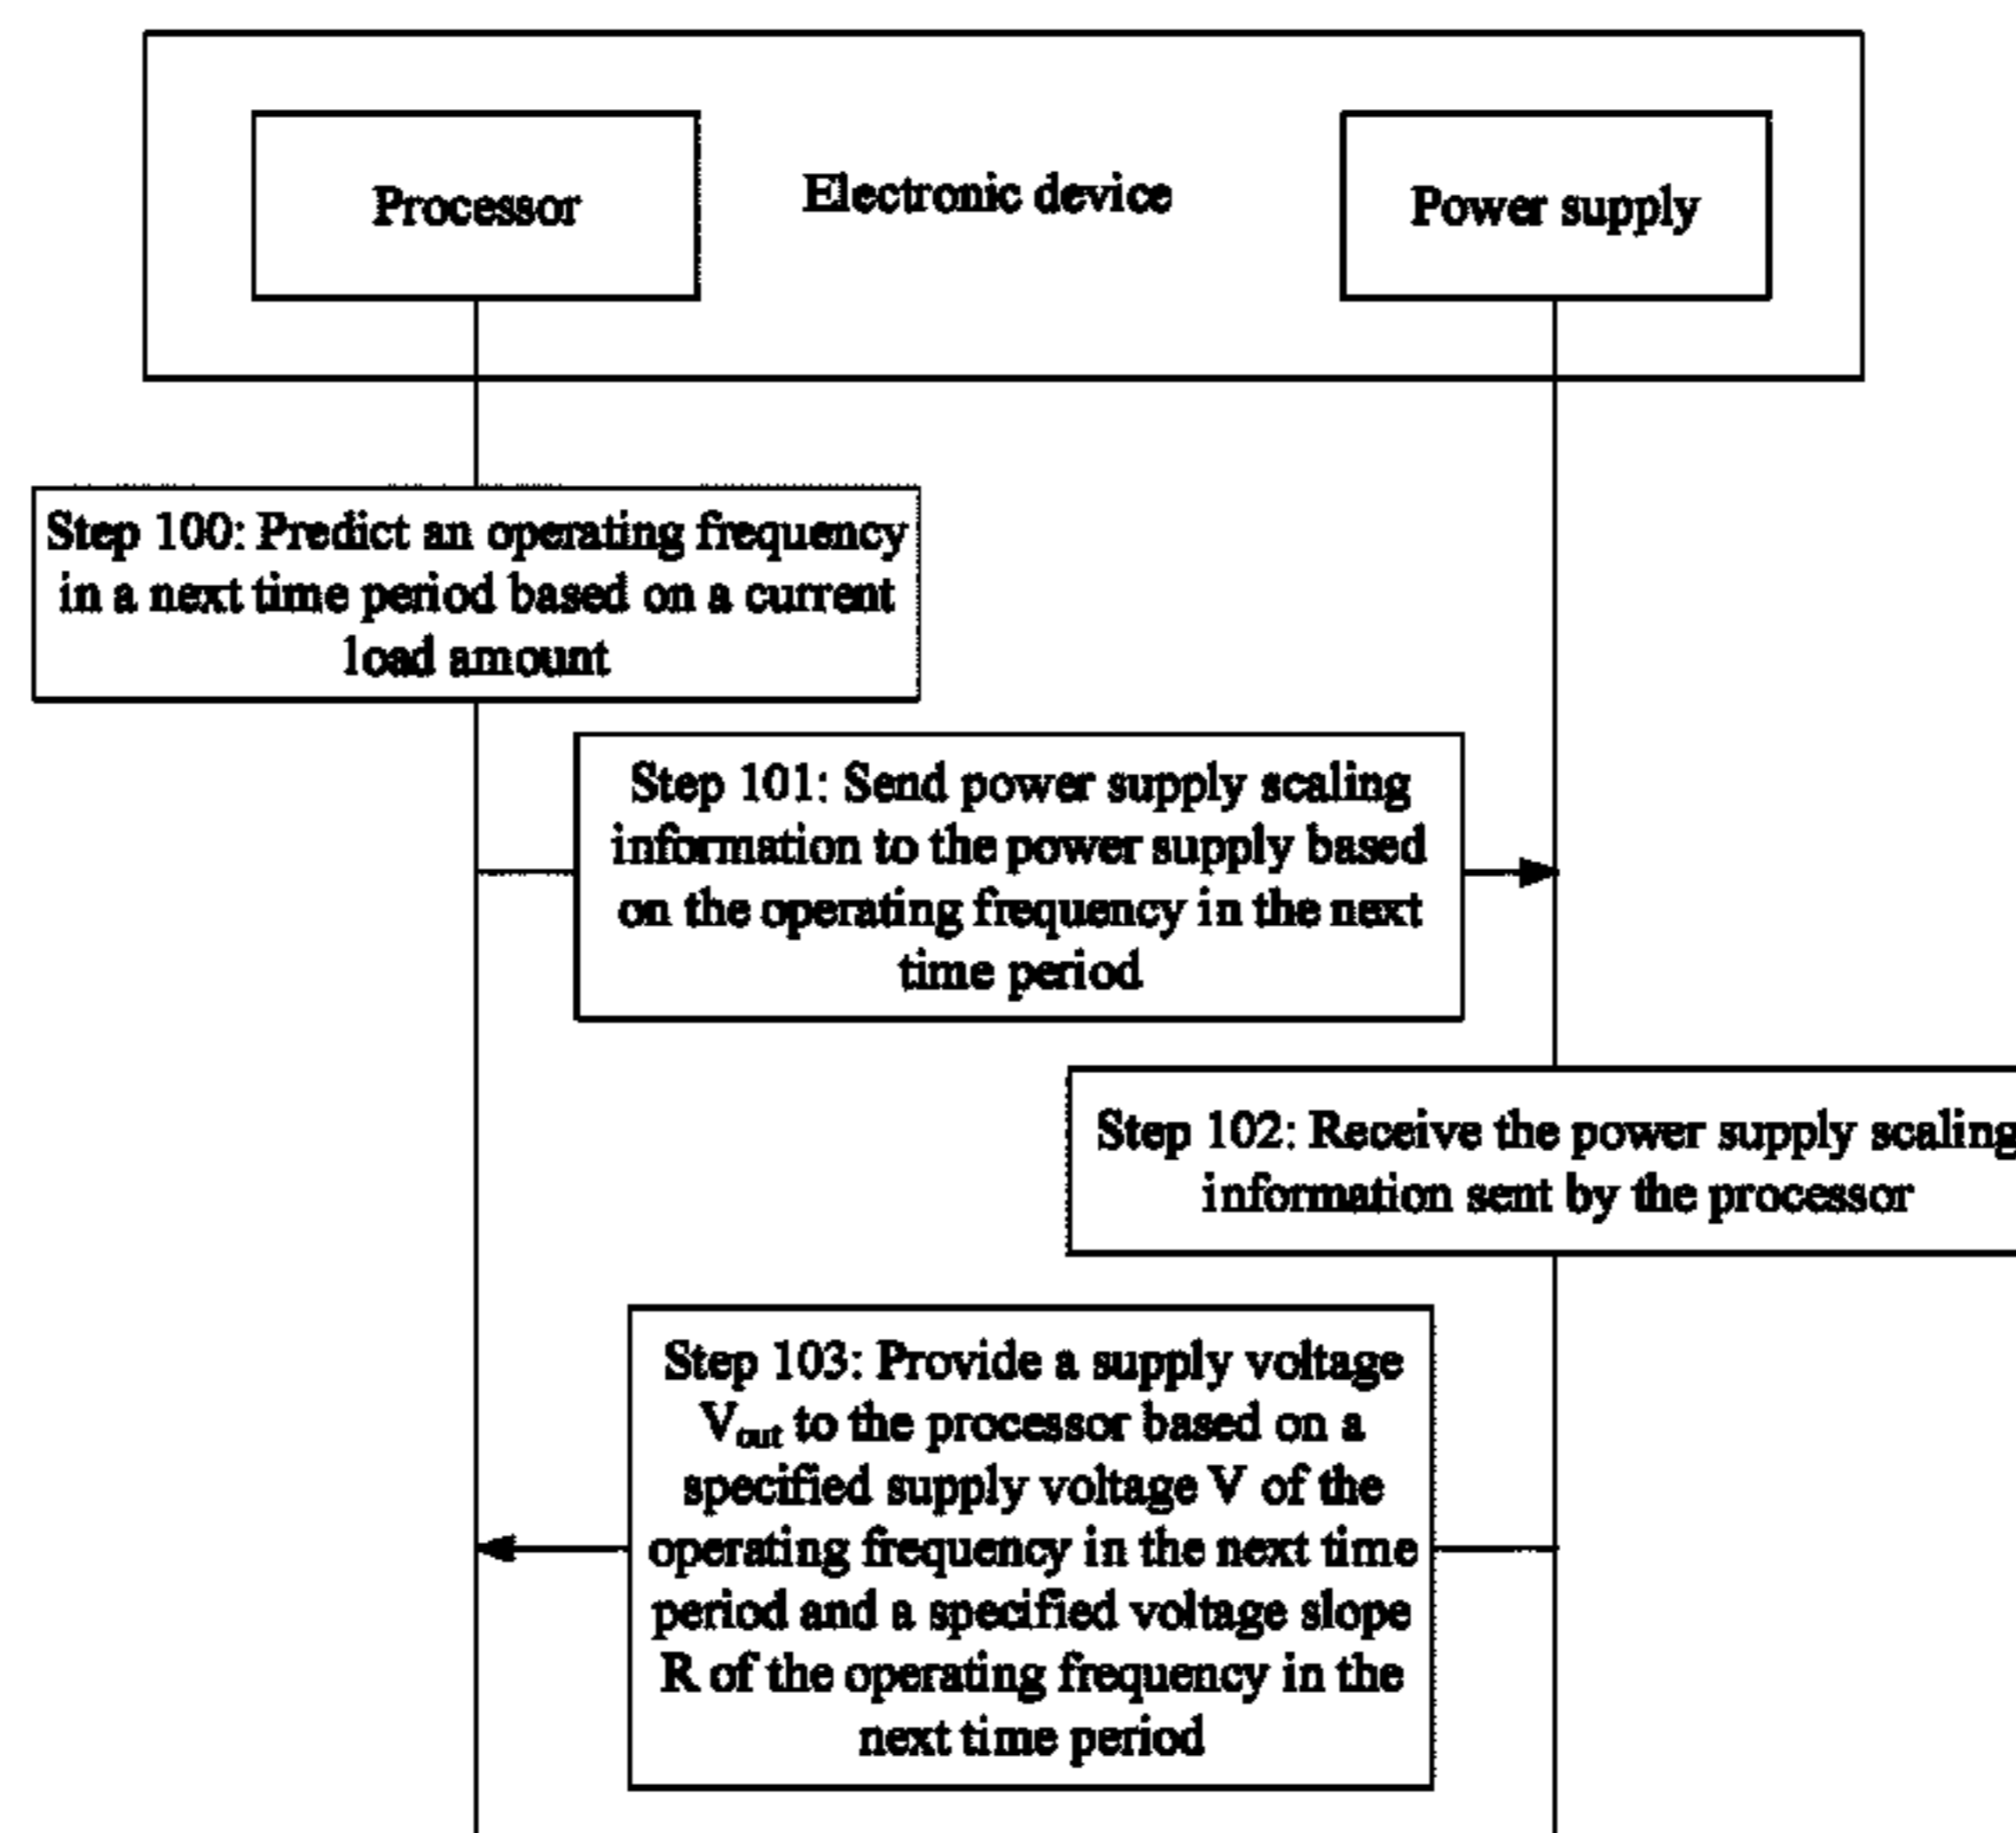 Processor
Electronic device
Power supply
Step 100: Predict an operating frequency
in a next time period based on a current
load amount
Step 101: Send power supply scaling
information to the power supply based
on the operating frequency in the next
time period
Step 102: Receive the power supply scaling
information sent by the processor
Step 103: Provide a supply voltage
Vout to the processor based on a
specified supply voltage V of the
operating frequency in the next time
period and a specified voltage slope
R of the operating frequency in the
next time period